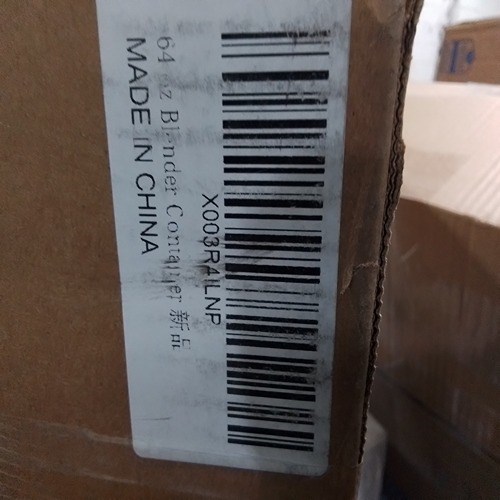 X003R4ILNP
64 oz Blender Container 新品
MADE IN CHINA